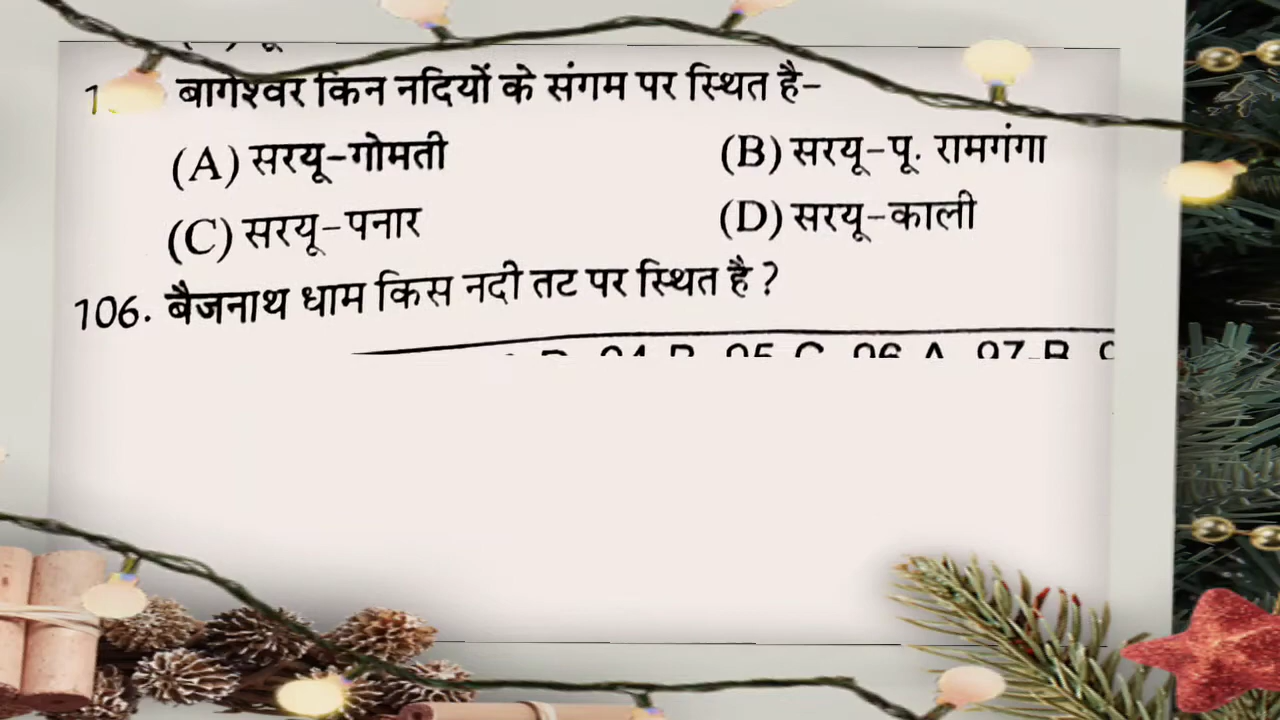 बागेश्वर किन नदियों के संगम पर स्थित है–
(A) सरयू–गोमती (B) सरयू–पू. रामगंगा
(C) सरयू–पनार (D) सरयू–काली
106. बैजनाथ धाम किस नदी तट पर स्थित है ?